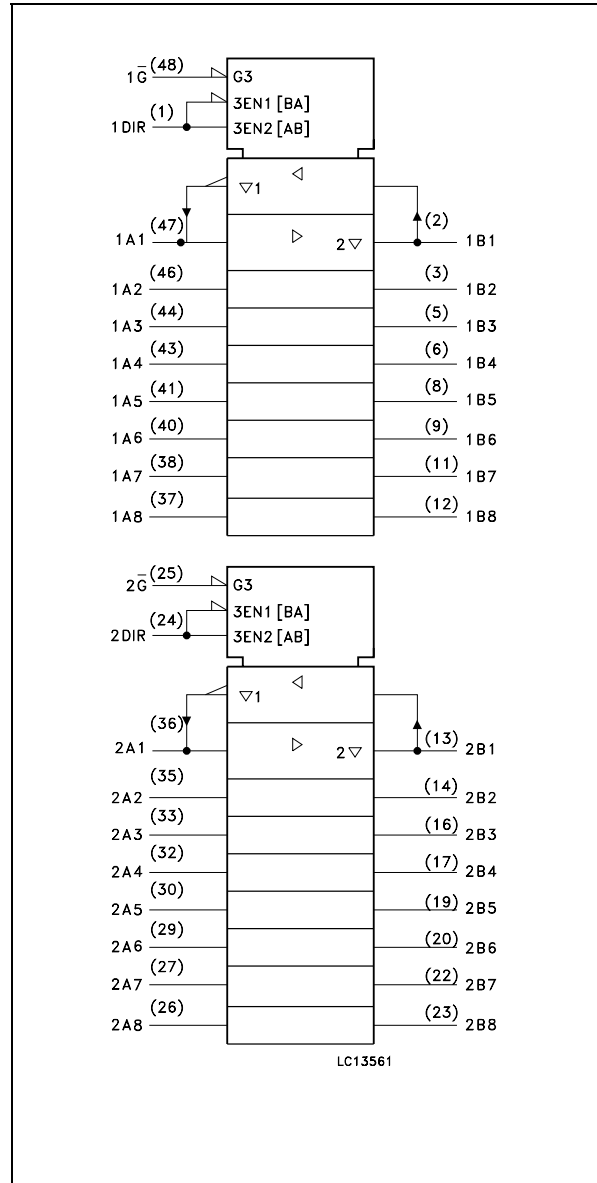 1G̅ (48) G3
3EN1 [BA]
1DIR (1) 3EN2 [AB]
▽1 ◁
1A1 (47) ▷ 2▽ (2) 1B1
1A2 (46) (3) 1B2
1A3 (44) (5) 1B3
1A4 (43) (6) 1B4
1A5 (41) (8) 1B5
1A6 (40) (9) 1B6
1A7 (38) (11) 1B7
1A8 (37) (12) 1B8
2G̅ (25) G3
3EN1 [BA]
2DIR (24) 3EN2 [AB]
▽1 ◁
2A1 (36) ▷ 2▽ (13) 2B1
2A2 (35) (14) 2B2
2A3 (33) (16) 2B3
2A4 (32) (17) 2B4
2A5 (30) (19) 2B5
2A6 (29) (20) 2B6
2A7 (27) (22) 2B7
2A8 (26) (23) 2B8
LC13561